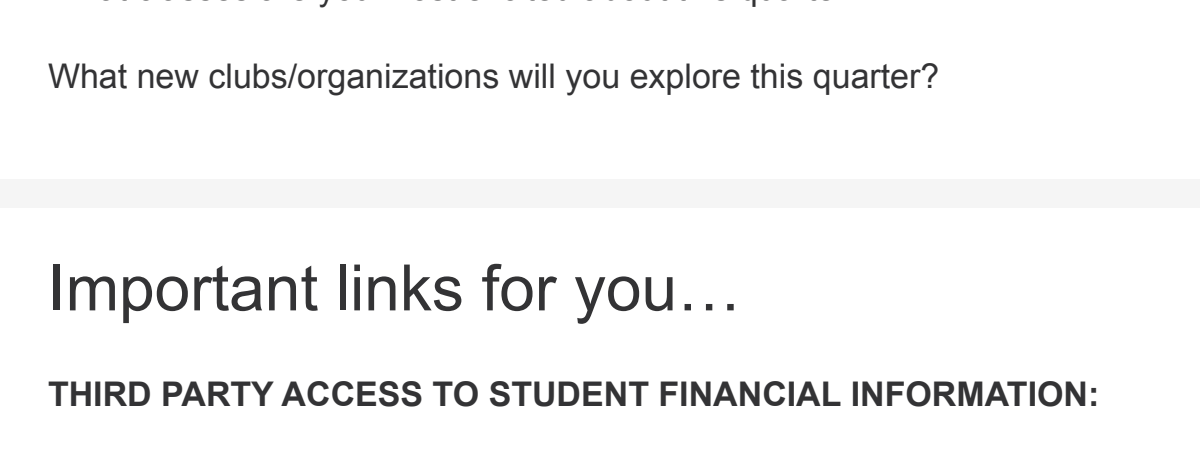 What new clubs/organizations will you explore this quarter?
Important links for you…
THIRD PARTY ACCESS TO STUDENT FINANCIAL INFORMATION: